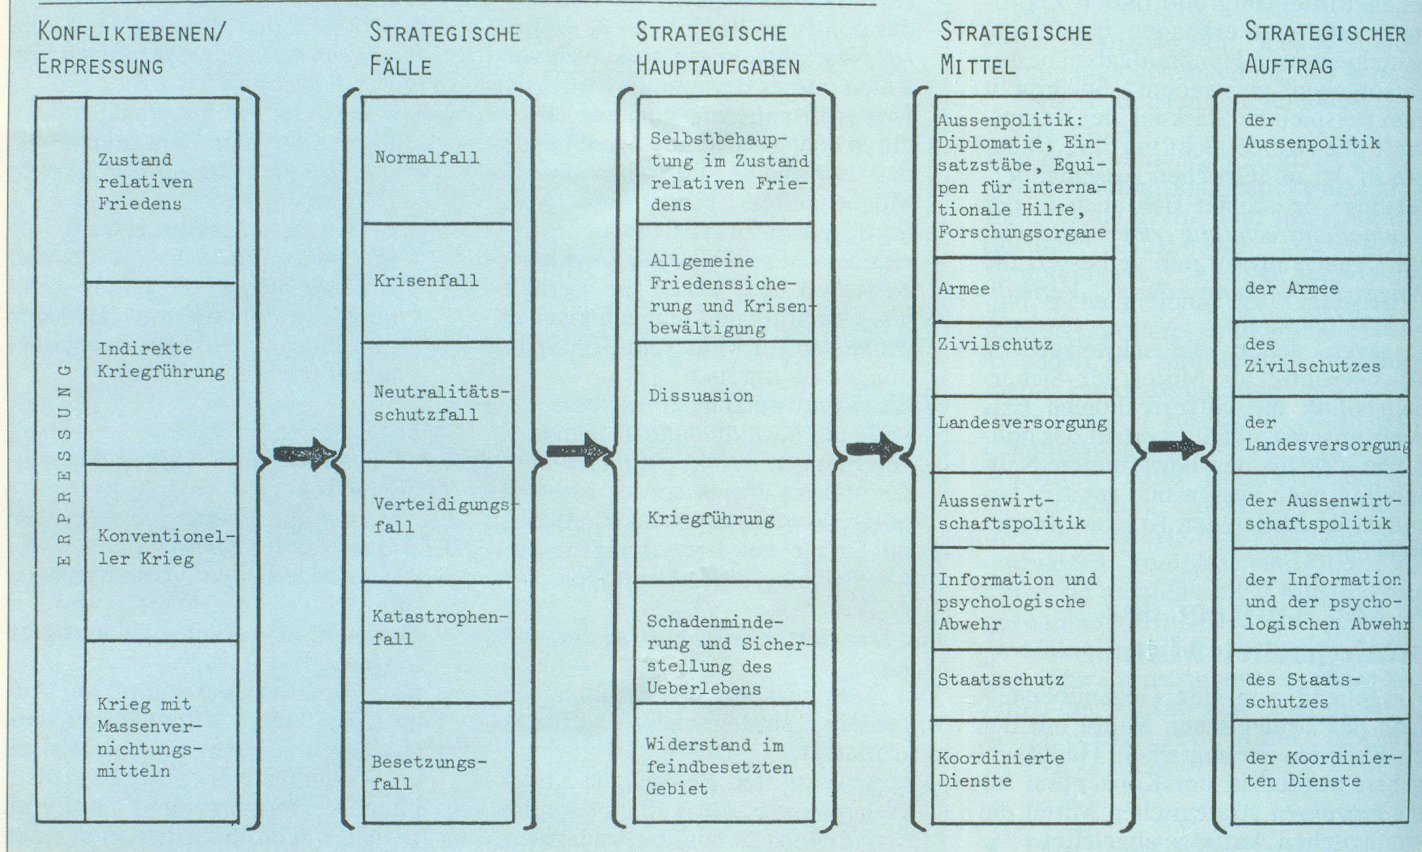 KONFLIKTEBENEN/
ERPRESSUNG
ERPRESSUNG
Zustand
relativen
Friedens
Indirekte
Kriegführung
Konventionel-
ler Krieg
Krieg mit
Massenver-
nichtungs-
mitteln
STRATEGISCHE
FÄLLE
Normalfall
Krisenfall
Neutralitäts-
schutzfall
Verteidigungs-
fall
Katastrophen-
fall
Besetzungs-
fall
STRATEGISCHE
HAUPTAUFGABEN
Selbstbehaup-
tung im Zustand
relativen Frie-
dens
Allgemeine
Friedenssiche-
rung und Krisen-
bewältigung
Dissuasion
Kriegführung
Schadenminde-
rung und Sicher-
stellung des
Ueberlebens
Widerstand im
feindbesetzten
Gebiet
STRATEGISCHE
MITTEL
Aussenpolitik:
Diplomatie, Ein-
satzstäbe, Equi-
pen für interna-
tionale Hilfe,
Forschungsorgane
Armee
Zivilschutz
Landesversorgung
Aussenwirt-
schaftspolitik
Information und
psychologische
Abwehr
Staatsschutz
Koordinierte
Dienste
STRATEGISCHER
AUFTRAG
der
Aussenpolitik
der Armee
des
Zivilschutzes
der
Landesversorgung
der Aussenwirt-
schaftspolitik
der Information
und der psycho-
logischen Abwehr
des Staats-
schutzes
der Koordinier-
ten Dienste